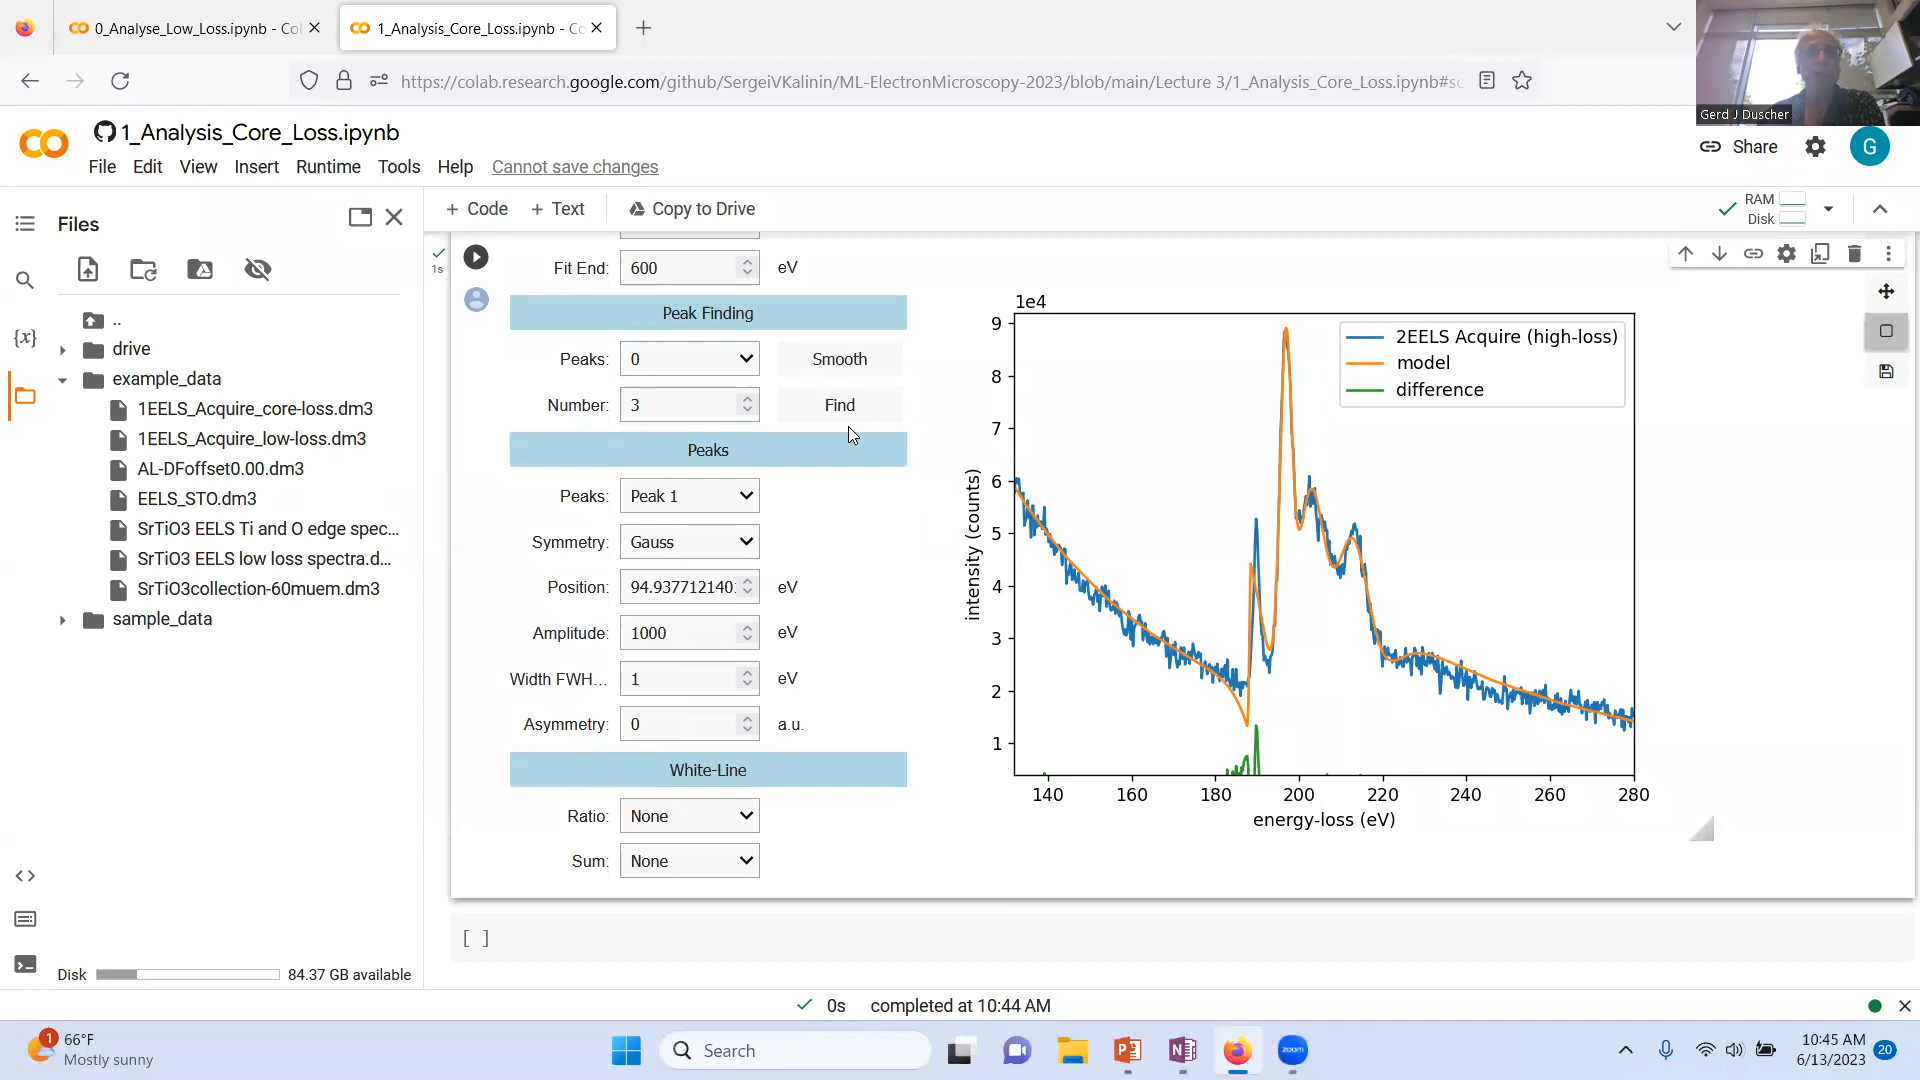 0_Analyse_Low_Loss.ipynb - Co
1_Analysis_Core_Loss.ipynb - Co
https://colab.research.google.com/github/SergeiVKalinin/ML-ElectronMicroscopy-2023/blob/main/Lecture 3/1_Analysis_Core_Loss.ipynb#sc
Gerd J Duscher
1_Analysis_Core_Loss.ipynb
File Edit View Insert Runtime Tools Help Cannot save changes
Share
G
Files
+ Code + Text Copy to Drive
RAM
Disk
..
drive
example_data
1EELS_Acquire_core-loss.dm3
1EELS_Acquire_low-loss.dm3
AL-DFoffset0.00.dm3
EELS_STO.dm3
SrTiO3 EELS Ti and O edge spec...
SrTiO3 EELS low loss spectra.d...
SrTiO3collection-60muem.dm3
sample_data
{x}
Disk 84.37 GB available
1s
Fit End: 600 eV
Peak Finding
Peaks: 0 Smooth
Number: 3 Find
Peaks
Peaks: Peak 1
Symmetry: Gauss
Position: 94.9377121401 eV
Amplitude: 1000 eV
Width FWH... 1 eV
Asymmetry: 0 a.u.
White-Line
Ratio: None
Sum: None
1e4
9
8
7
6
5
4
3
2
1
intensity (counts)
2EELS Acquire (high-loss)
model
difference
140 160 180 200 220 240 260 280
energy-loss (eV)
[ ]
0s completed at 10:44 AM
1
66°F
Mostly sunny
Search
zoom
10:45 AM
6/13/2023
20